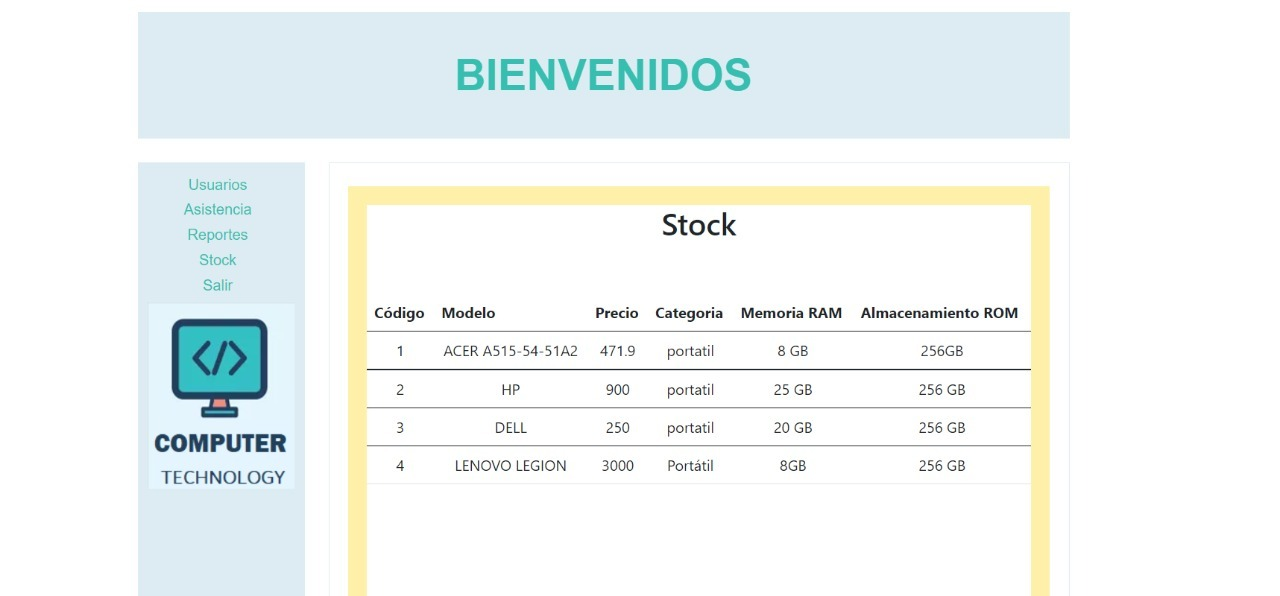 BIENVENIDOS
Usuarios
Asistencia
Reportes
Stock
Salir
</>
COMPUTER
TECHNOLOGY
Stock
Código Modelo Precio Categoria Memoria RAM Almacenamiento ROM
1 ACER A515-54-51A2 471.9 portatil 8 GB 256GB
2 HP 900 portatil 25 GB 256 GB
3 DELL 250 portatil 20 GB 256 GB
4 LENOVO LEGION 3000 Portátil 8GB 256 GB